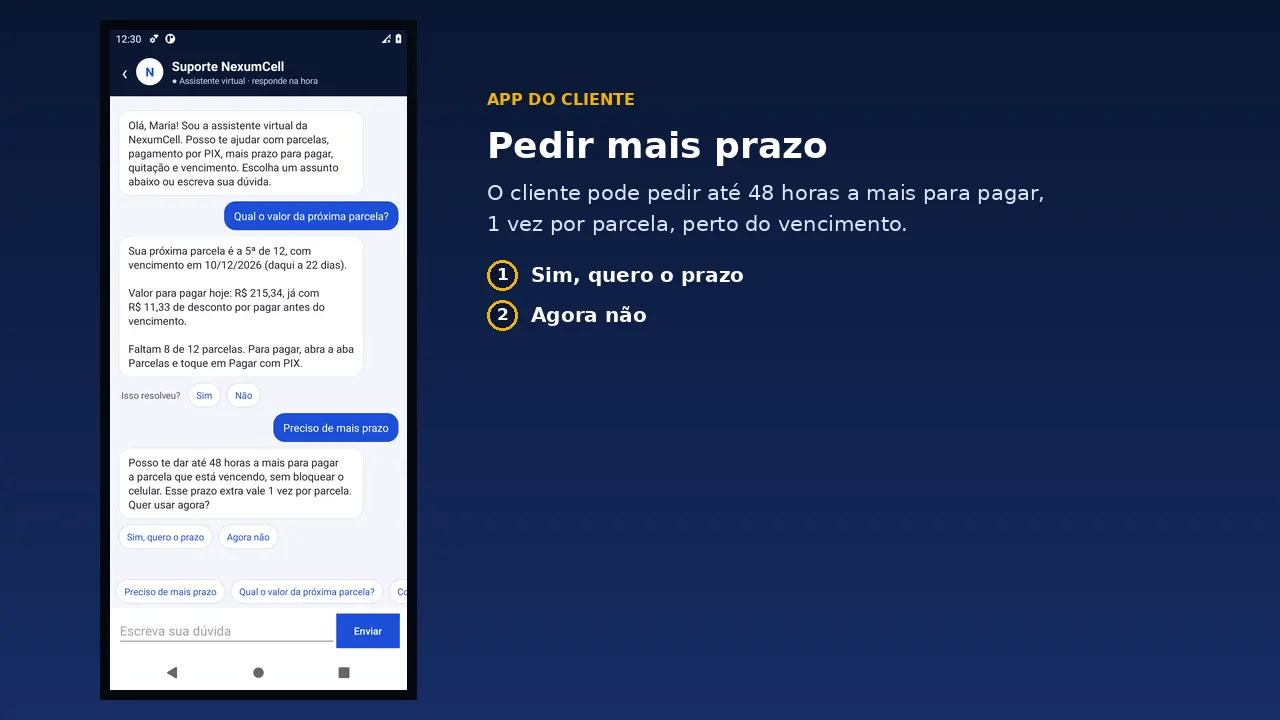 12:30
N
Suporte NexumCell
● Assistente virtual · responde na hora
Olá, Maria! Sou a assistente virtual da
NexumCell. Posso te ajudar com parcelas,
pagamento por PIX, mais prazo para pagar,
quitação e vencimento. Escolha um assunto
abaixo ou escreva sua dúvida.
Qual o valor da próxima parcela?
Sua próxima parcela é a 5ª de 12, com
vencimento em 10/12/2026 (daqui a 22 dias).
Valor para pagar hoje: R$ 215,34, já com
R$ 11,33 de desconto por pagar antes do
vencimento.
Faltam 8 de 12 parcelas. Para pagar, abra a aba
Parcelas e toque em Pagar com PIX.
Isso resolveu? Sim Não
Preciso de mais prazo
Posso te dar até 48 horas a mais para pagar
a parcela que está vencendo, sem bloquear o
celular. Esse prazo extra vale 1 vez por parcela.
Quer usar agora?
Sim, quero o prazo Agora não
Preciso de mais prazo Qual o valor da próxima parcela? Co
Escreva sua dúvida Enviar
APP DO CLIENTE
Pedir mais prazo
O cliente pode pedir até 48 horas a mais para pagar,
1 vez por parcela, perto do vencimento.
1 Sim, quero o prazo
2 Agora não